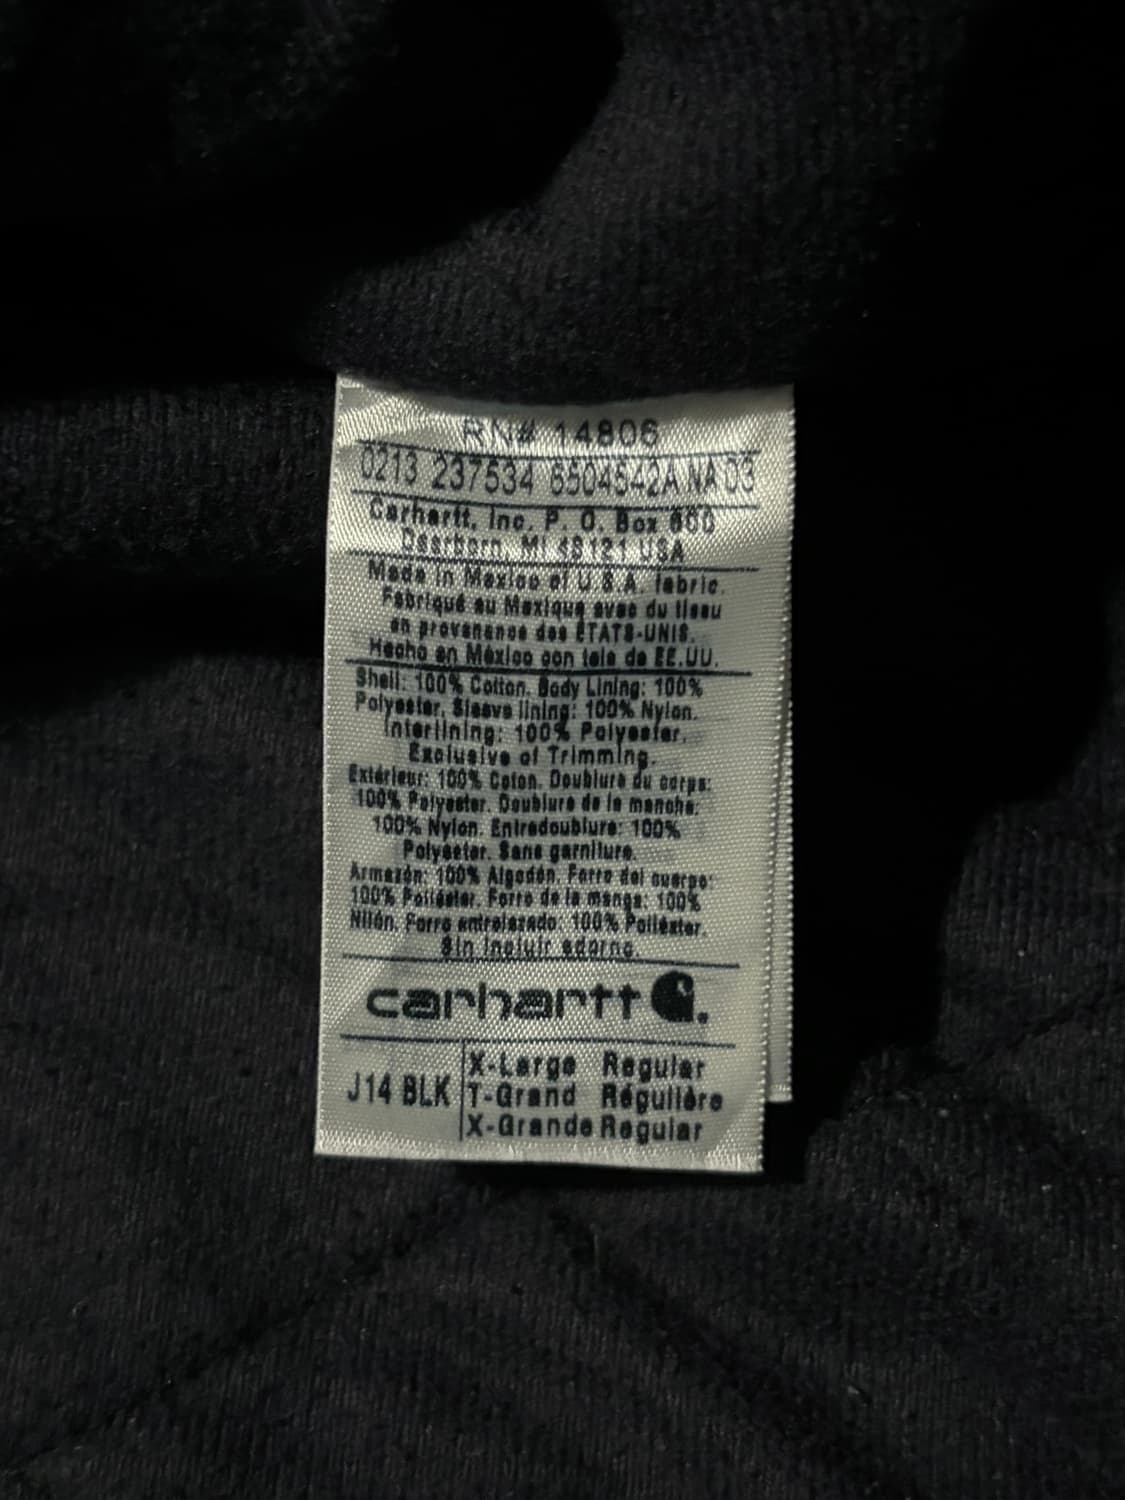 RN# 14806
0213 237534 6504542A NA 03
Carhartt, Inc. P. O. Box 600
Dearborn, MI 48121 USA
Made in Mexico of U.S.A. fabric.
Fabriqué au Mexique avec du tissu
en provenance des ÉTATS-UNIS.
Hecho en México con tela de EE.UU.
Shell: 100% Cotton. Body Lining: 100%
Polyester. Sleeve lining: 100% Nylon.
Interlining: 100% Polyester.
Exclusive of Trimming.
Extérieur: 100% Coton. Doublure du corps:
100% Polyester. Doublure de la manche:
100% Nylon. Entredoublure: 100%
Polyester. Sans garniture.
Armazón: 100% Algodón. Forro del cuerpo:
100% Poliéster. Forro de la manga: 100%
Nilón. Forro entrelazado: 100% Poliéster.
Sin incluir adorno.
carhartt
J14 BLK
X-Large Regular
T-Grand Régulière
X-Grande Regular